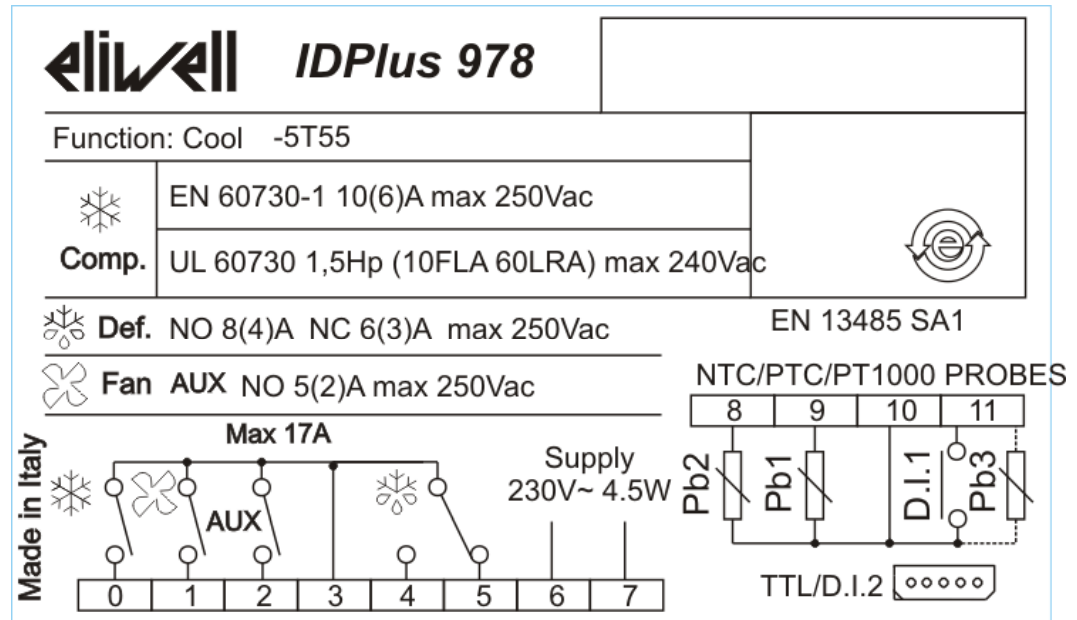 eliwell IDPlus 978
Function: Cool -5T55
EN 60730-1 10(6)A max 250Vac
Comp.
UL 60730 1,5Hp (10FLA 60LRA) max 240Vac
e
Def. NO 8(4)A NC 6(3)A max 250Vac
EN 13485 SA1
Fan AUX NO 5(2)A max 250Vac
NTC/PTC/PT1000 PROBES
8 9 10 11
Max 17A
Supply
230V~ 4.5W
Pb2 Pb1 D.I.1 Pb3
AUX
Made in Italy
TTL/D.I.2
0 1 2 3 4 5 6 7